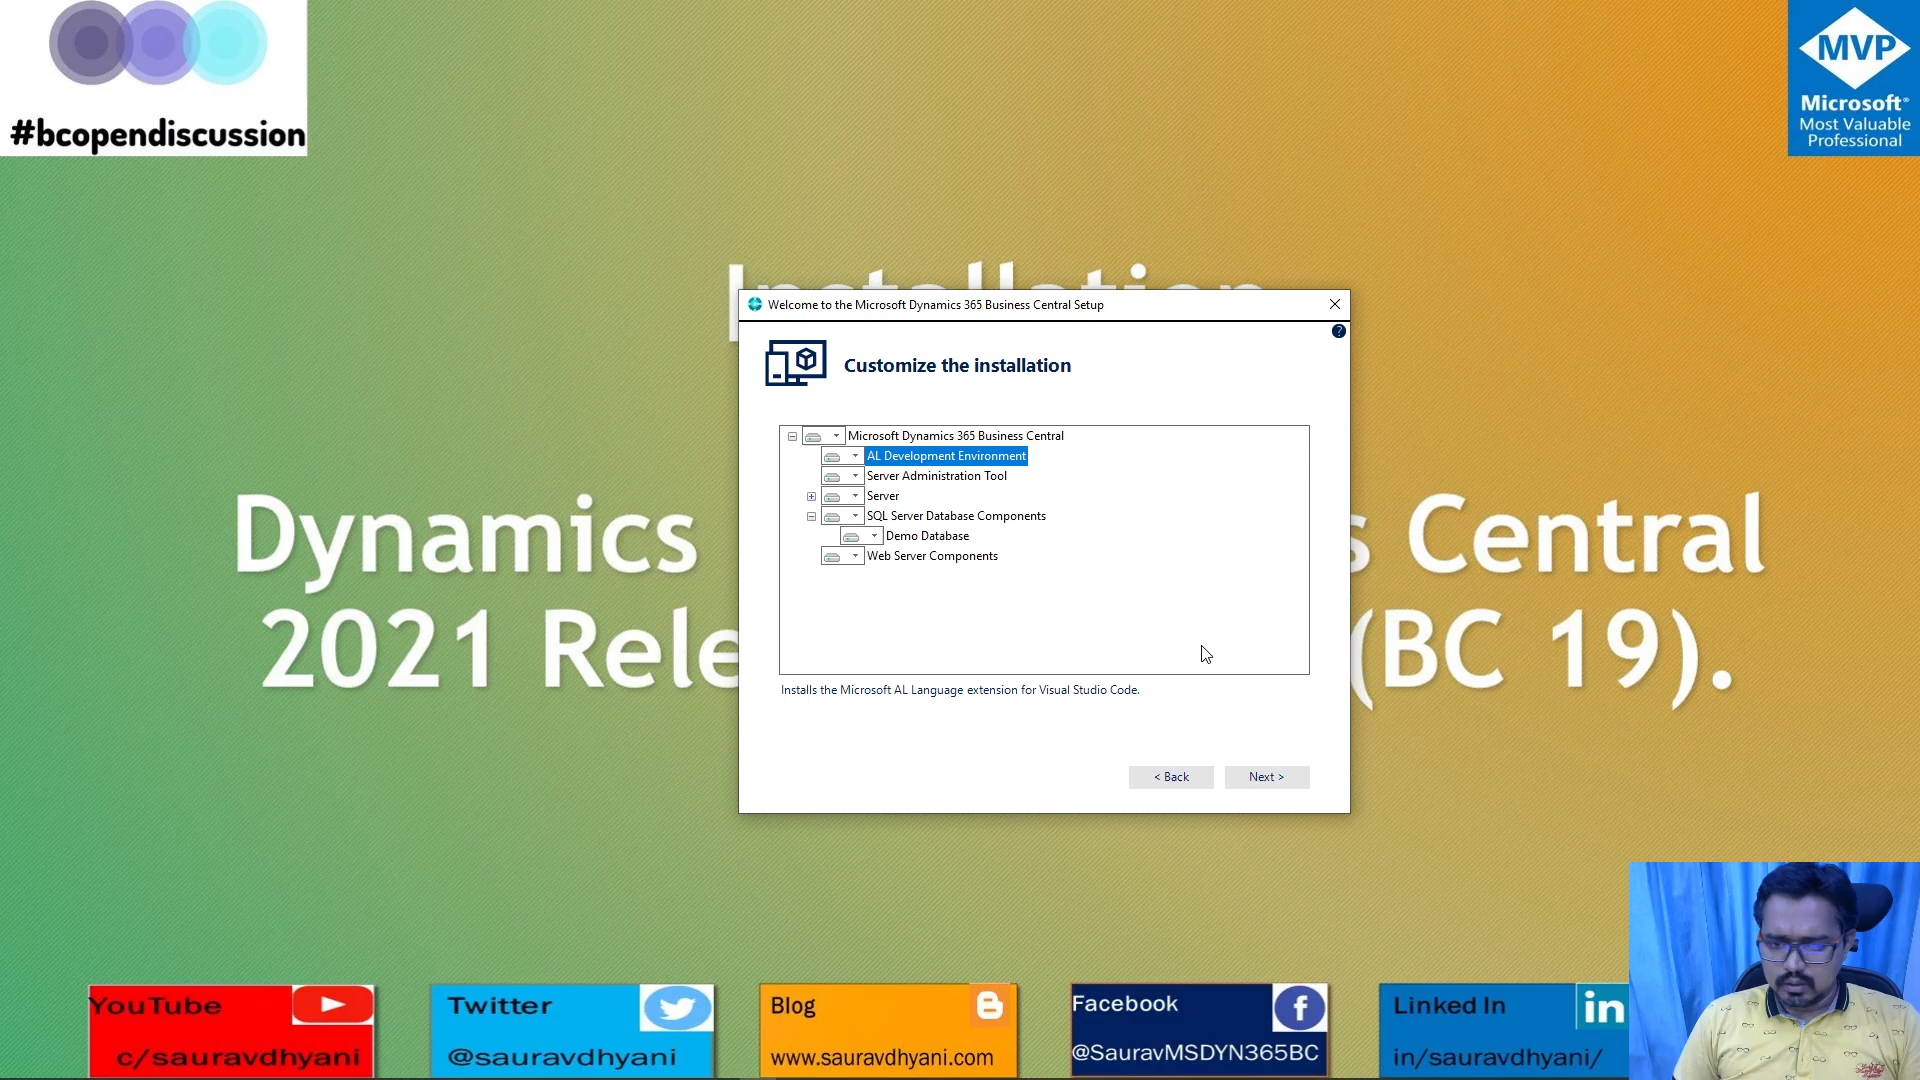 #bcopendiscussion
MVP
Microsoft®
Most Valuable
Professional
Installation
Dynamics
s Central
2021 Rele
(BC 19).
Welcome to the Microsoft Dynamics 365 Business Central Setup
?
Customize the installation
Microsoft Dynamics 365 Business Central
AL Development Environment
Server Administration Tool
Server
SQL Server Database Components
Demo Database
Web Server Components
Installs the Microsoft AL Language extension for Visual Studio Code.
< Back
Next >
YouTube
c/sauravdhyani
Twitter
@sauravdhyani
Blog
www.sauravdhyani.com
Facebook
f
@SauravMSDYN365BC
Linked In
in
in/sauravdhyani/